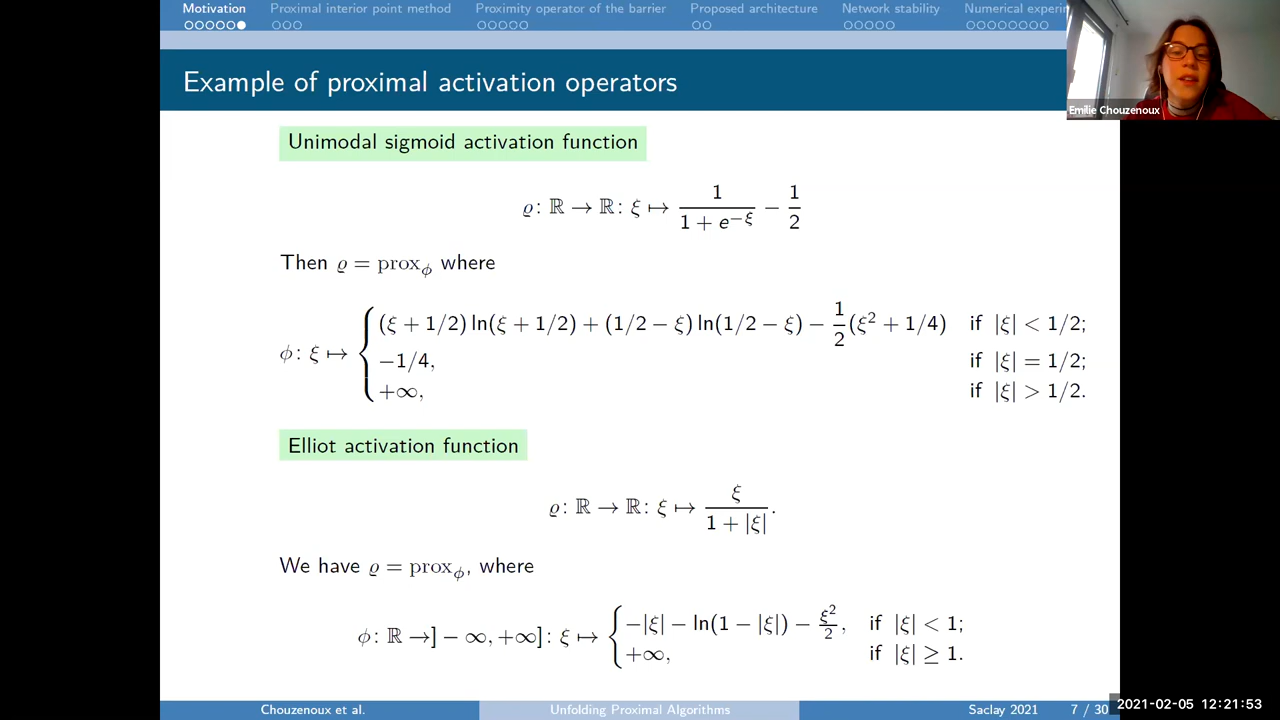 Motivation Proximal interior point method Proximity operator of the barrier Proposed architecture Network stability Numerical experim
Example of proximal activation operators
Emilie Chouzenoux
Unimodal sigmoid activation function
ϱ: ℝ → ℝ: ξ ↦ 1/(1 + e^{−ξ}) − 1/2
Then ϱ = prox_ϕ where
ϕ: ξ ↦ { (ξ + 1/2) ln(ξ + 1/2) + (1/2 − ξ) ln(1/2 − ξ) − 1/2(ξ² + 1/4) if |ξ| < 1/2;
−1/4, if |ξ| = 1/2;
+∞, if |ξ| > 1/2.
Elliot activation function
ϱ: ℝ → ℝ: ξ ↦ ξ/(1 + |ξ|).
We have ϱ = prox_ϕ, where
ϕ: ℝ →]− ∞, +∞]: ξ ↦ { −|ξ| − ln(1 − |ξ|) − ξ²/2, if |ξ| < 1;
+∞, if |ξ| ≥ 1.
Chouzenoux et al. Unfolding Proximal Algorithms Saclay 2021 7 / 30
2021-02-05 12:21:53